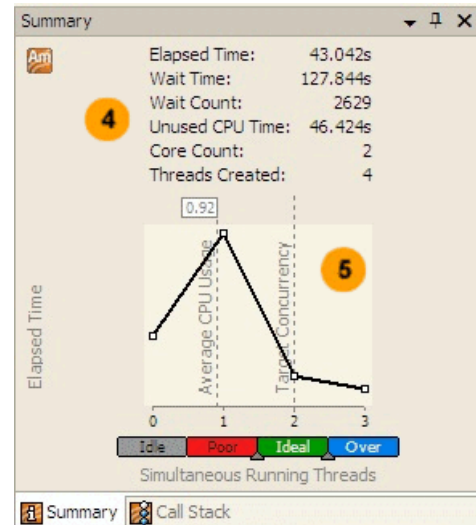 Summary
Am
Elapsed Time: 43.042s
Wait Time: 127.844s
Wait Count: 2629
4
Unused CPU Time: 46.424s
Core Count: 2
Threads Created: 4
0.92
Average CPU Usage
Target Concurrency
5
Elapsed Time
0 1 2 3
Idle Poor Ideal Over
Simultaneous Running Threads
Summary Call Stack